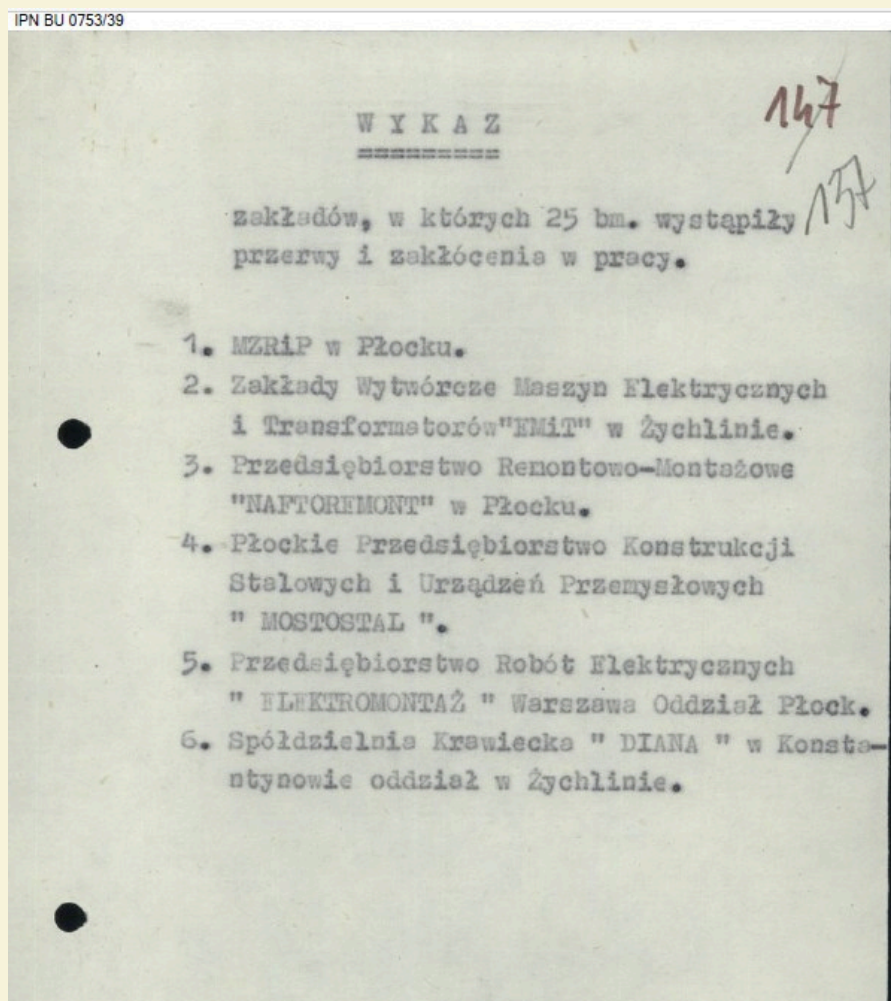 IPN BU 0753/39
147
W Y K A Z
=========
137
zakładów, w których 25 bm. wystąpiły
przerwy i zakłócenia w pracy.
1. MZRiP w Płocku.
2. Zakłady Wytwórcze Maszyn Elektrycznych
i Transformatorów"EMiT" w Żychlinie.
3. Przedsiębiorstwo Remontowo-Montażowe
"NAFTOREMONT" w Płocku.
4. Płockie Przedsiębiorstwo Konstrukcji
Stalowych i Urządzeń Przemysłowych
" MOSTOSTAL ".
5. Przedsiębiorstwo Robót Elektrycznych
" ELEKTROMONTAŻ " Warszawa Oddział Płock.
6. Spółdzielnia Krawiecka " DIANA " w Konsta-
ntynowie oddział w Żychlinie.